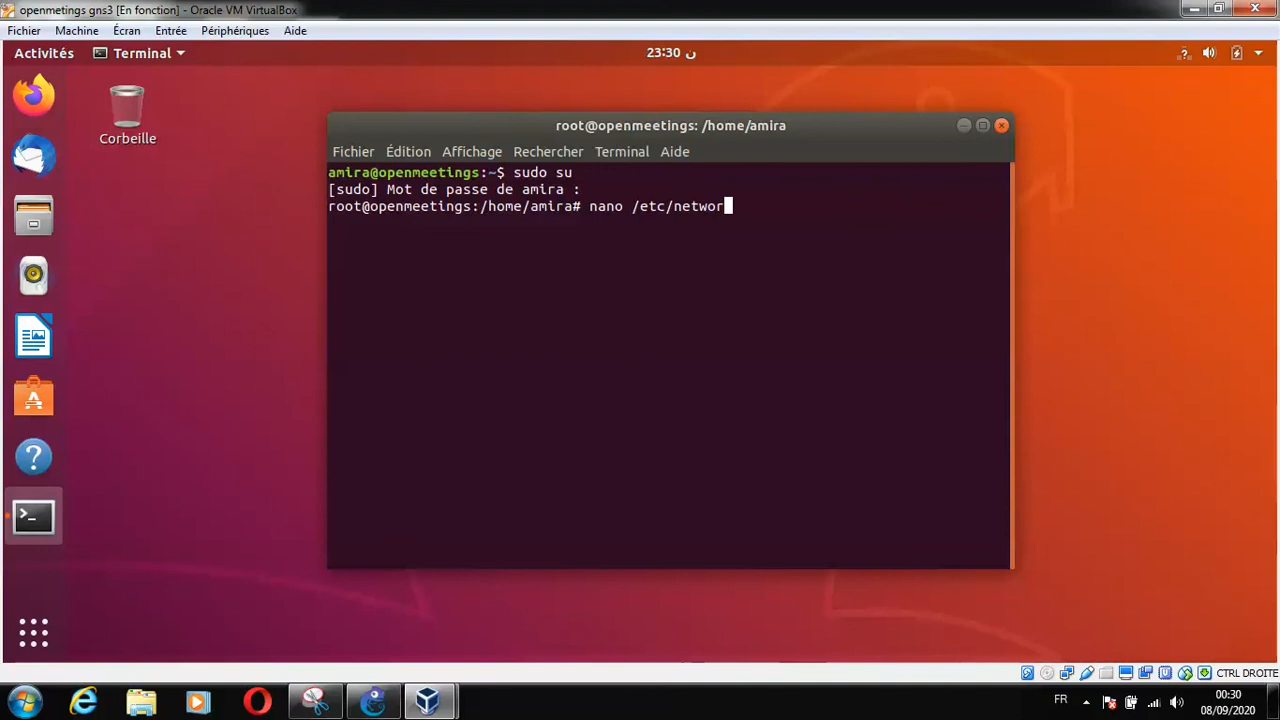 openmetings gns3 [En fonction] - Oracle VM VirtualBox
Fichier Machine Écran Entrée Périphériques Aide
Activités Terminal 23:30 ن
Corbeille
root@openmeetings: /home/amira
Fichier Édition Affichage Rechercher Terminal Aide
amira@openmeetings:~$ sudo su
[sudo] Mot de passe de amira :
root@openmeetings:/home/amira# nano /etc/networ
CTRL DROITE
FR
00:30
08/09/2020